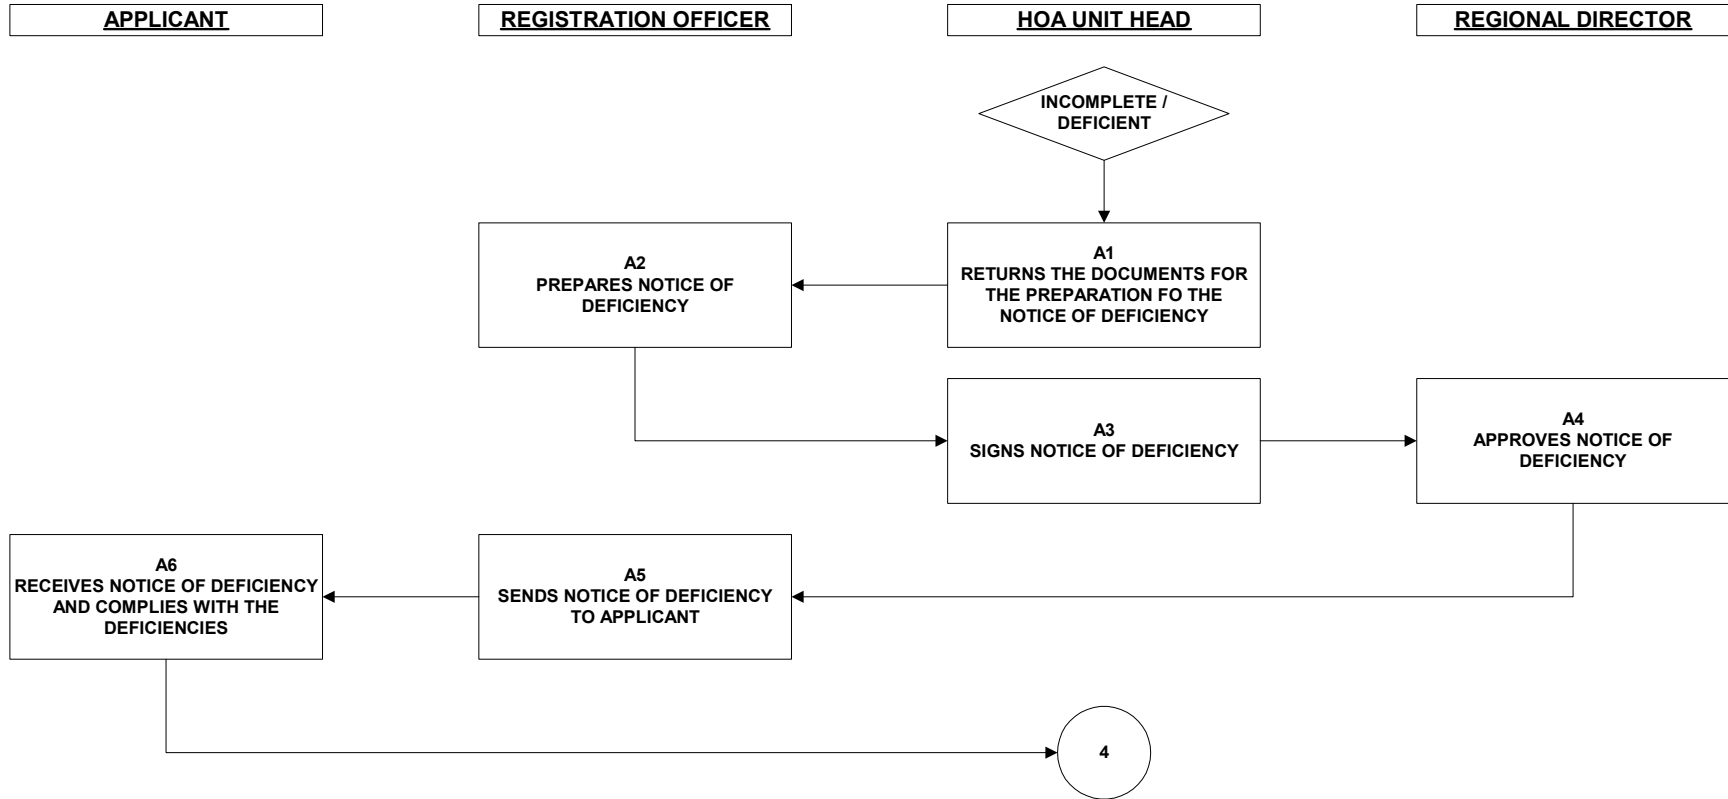 APPLICANT
REGISTRATION OFFICER
HOA UNIT HEAD
REGIONAL DIRECTOR
INCOMPLETE /
DEFICIENT
A1
RETURNS THE DOCUMENTS FOR
THE PREPARATION FO THE
NOTICE OF DEFICIENCY
A2
PREPARES NOTICE OF
DEFICIENCY
A3
SIGNS NOTICE OF DEFICIENCY
A4
APPROVES NOTICE OF
DEFICIENCY
A5
SENDS NOTICE OF DEFICIENCY
TO APPLICANT
A6
RECEIVES NOTICE OF DEFICIENCY
AND COMPLIES WITH THE
DEFICIENCIES
4